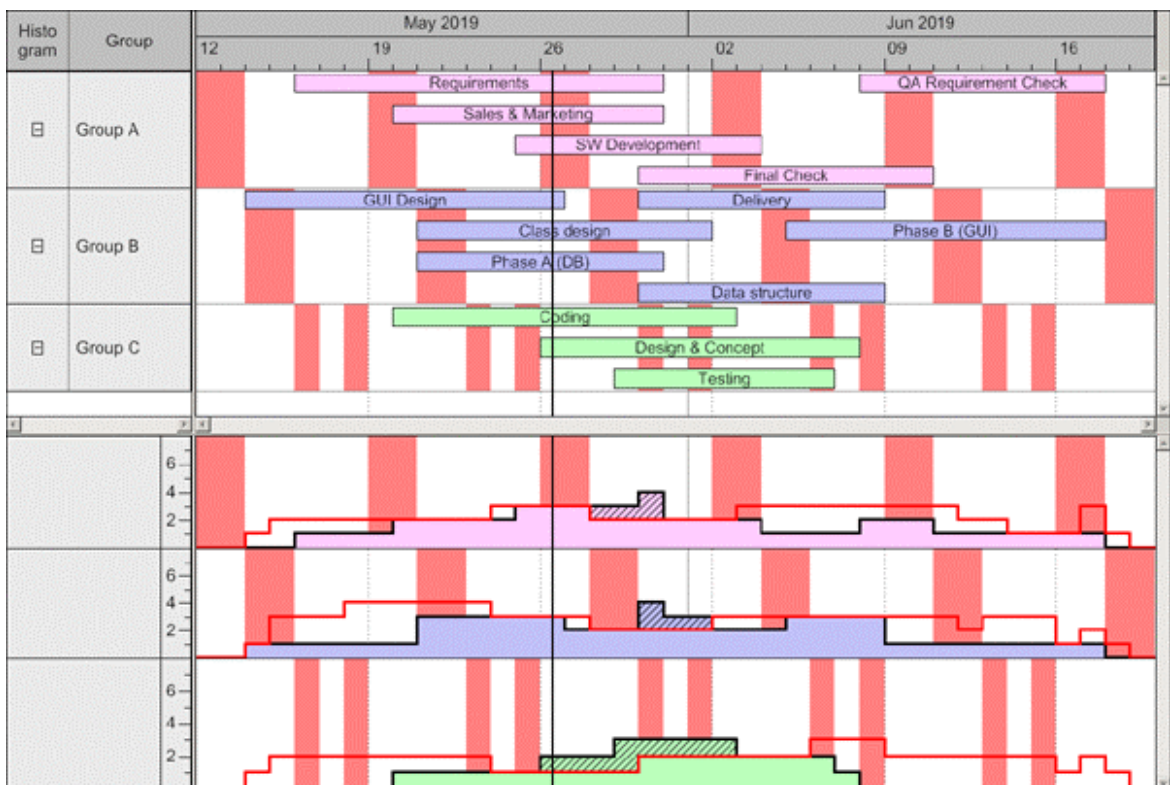 Histo
gram
Group
May 2019
Jun 2019
12
19
26
02
09
16
Group A
Requirements
QA Requirement Check
Sales & Marketing
SW Development
Final Check
Group B
GUI Design
Delivery
Class design
Phase B (GUI)
Phase A (DB)
Data structure
Group C
Coding
Design & Concept
Testing
6
4
2
6
4
2
6
4
2